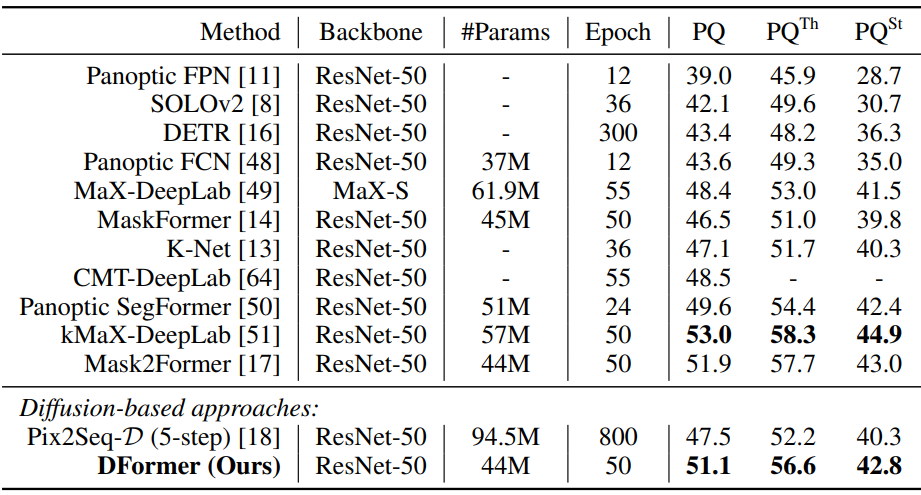 Method Backbone #Params Epoch PQ PQ^Th PQ^St
Panoptic FPN [11] ResNet-50 - 12 39.0 45.9 28.7
SOLOv2 [8] ResNet-50 - 36 42.1 49.6 30.7
DETR [16] ResNet-50 - 300 43.4 48.2 36.3
Panoptic FCN [48] ResNet-50 37M 12 43.6 49.3 35.0
MaX-DeepLab [49] MaX-S 61.9M 55 48.4 53.0 41.5
MaskFormer [14] ResNet-50 45M 50 46.5 51.0 39.8
K-Net [13] ResNet-50 - 36 47.1 51.7 40.3
CMT-DeepLab [64] ResNet-50 - 55 48.5 - -
Panoptic SegFormer [50] ResNet-50 51M 24 49.6 54.4 42.4
kMaX-DeepLab [51] ResNet-50 57M 50 53.0 58.3 44.9
Mask2Former [17] ResNet-50 44M 50 51.9 57.7 43.0
Diffusion-based approaches:
Pix2Seq-𝒟 (5-step) [18] ResNet-50 94.5M 800 47.5 52.2 40.3
DFormer (Ours) ResNet-50 44M 50 51.1 56.6 42.8